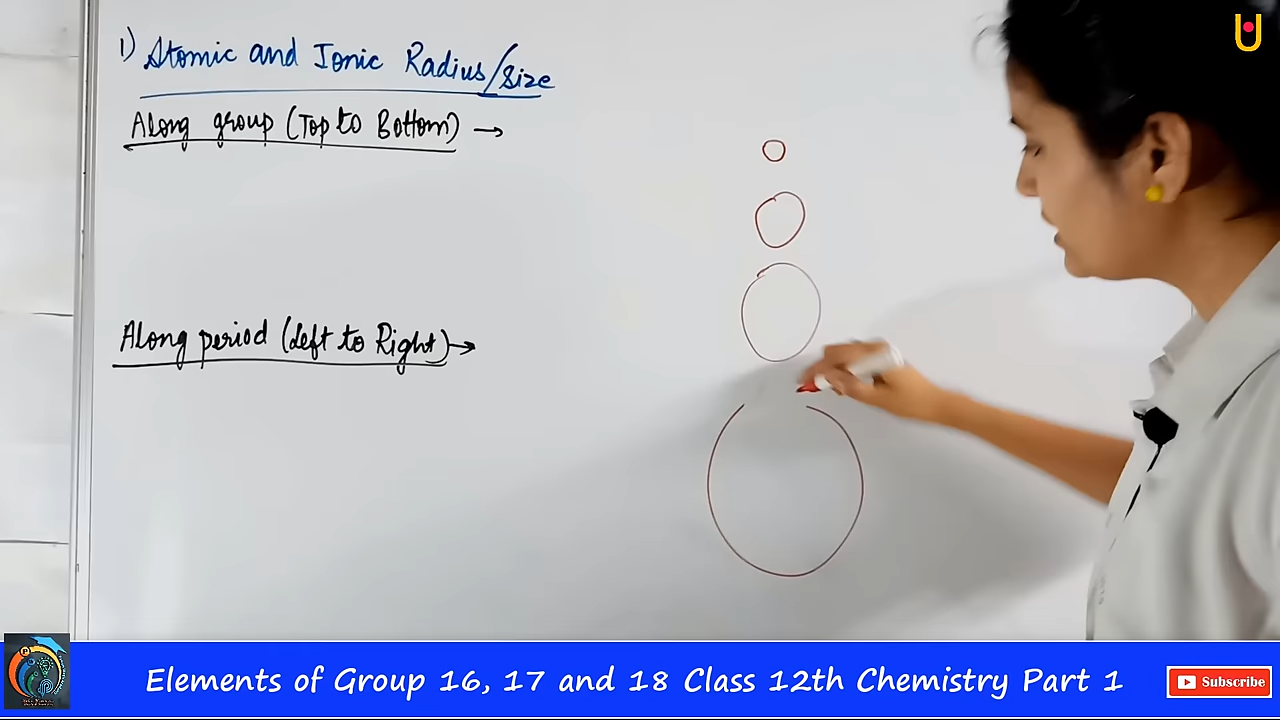 1) Atomic and Ionic Radius/Size
Along group (Top to Bottom) →
Along period (Left to Right) →
Elements of Group 16, 17 and 18 Class 12th Chemistry Part 1
Subscribe